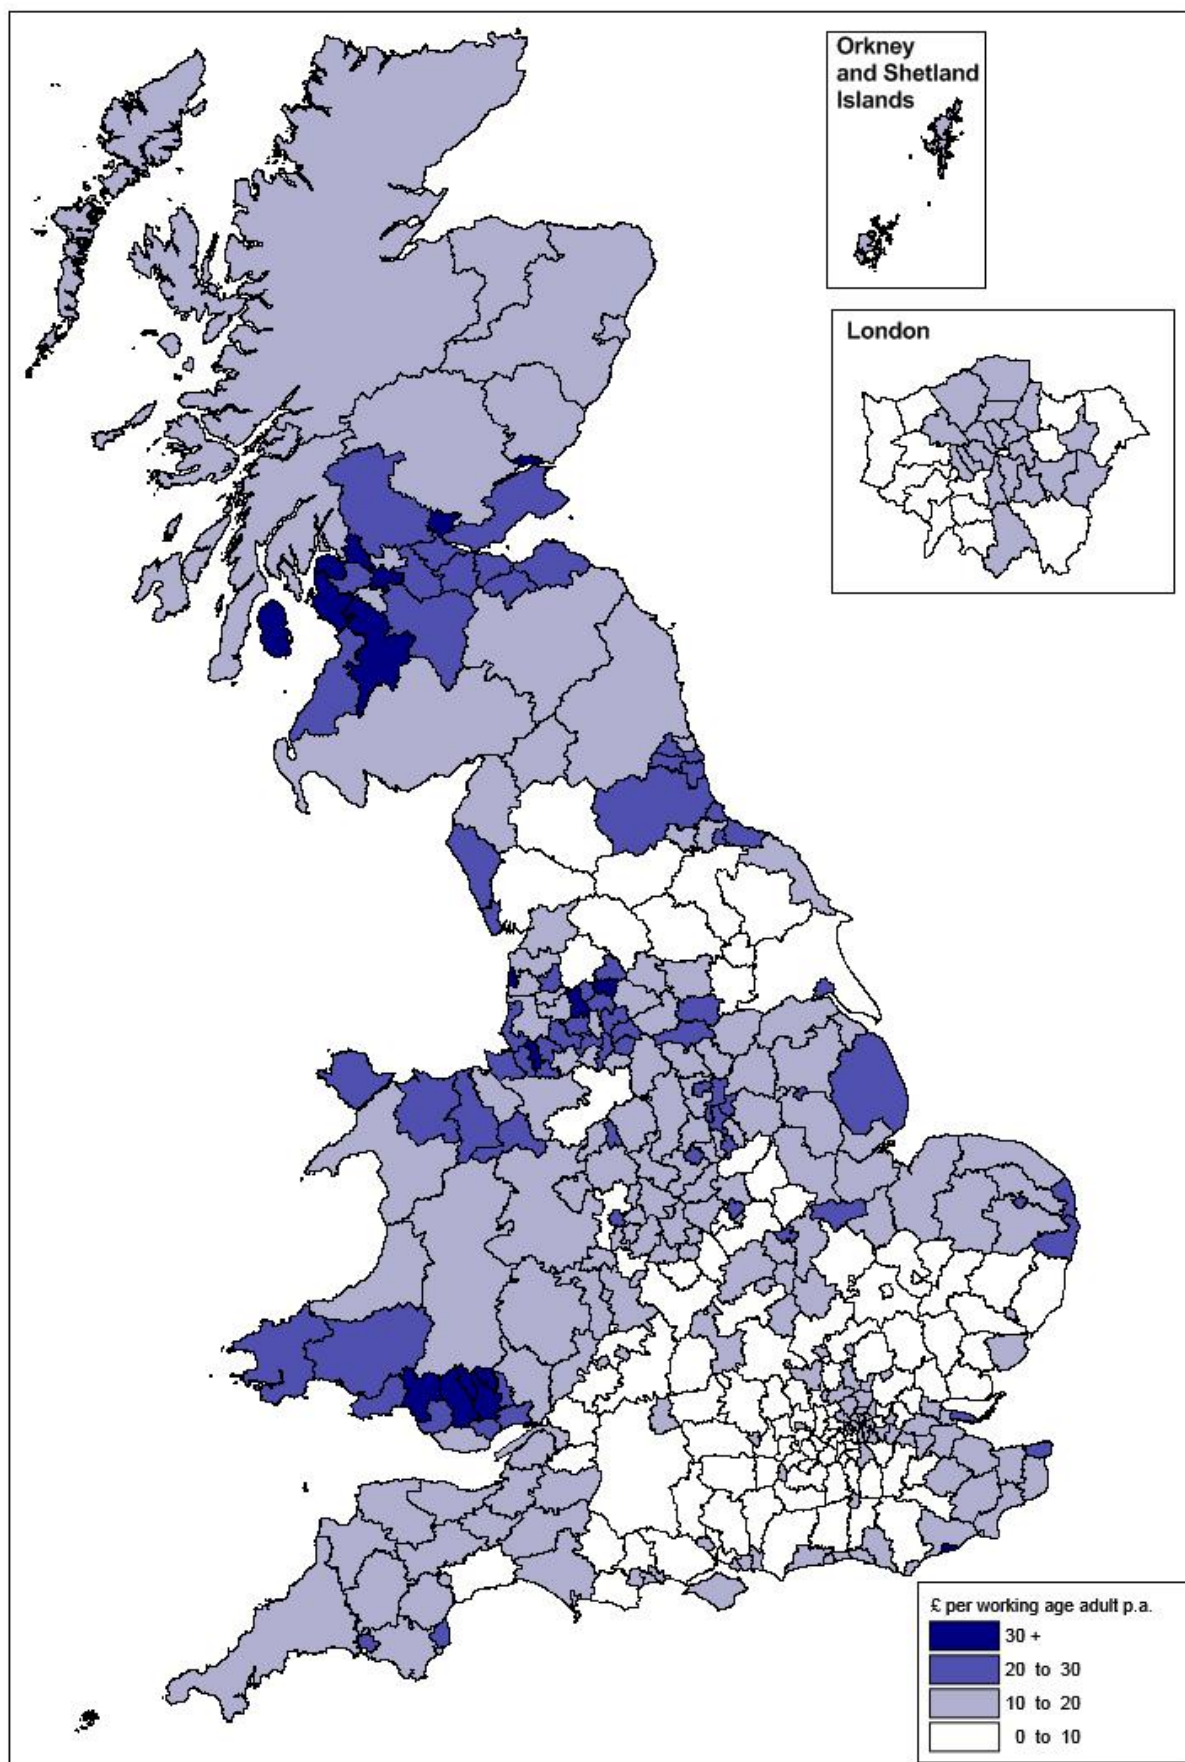 Orkney
and Shetland
Islands
London
£ per working age adult p.a.
30 +
20 to 30
10 to 20
0 to 10